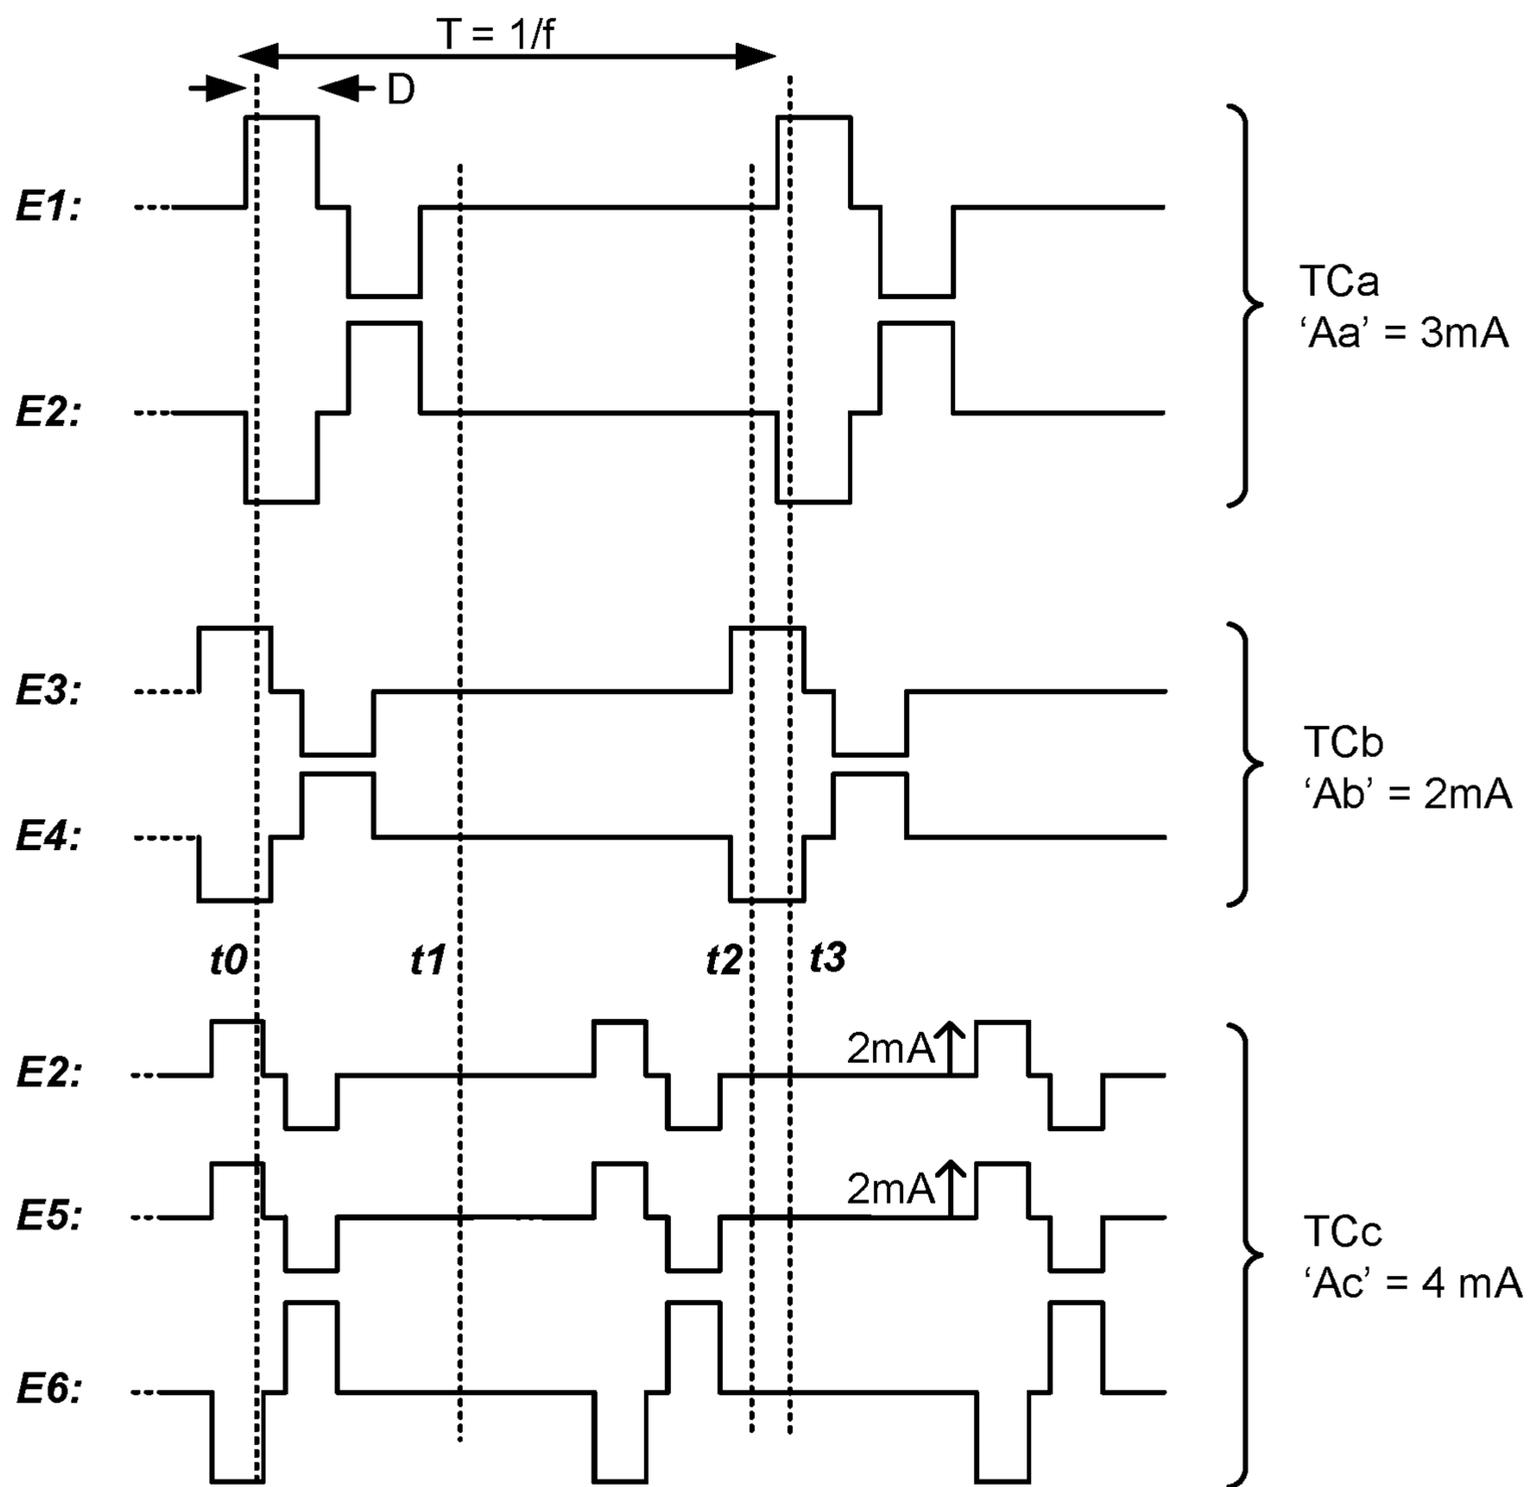 T = 1/f
D
E1:
TCa
‘Aa’ = 3mA
E2:
E3:
TCb
‘Ab’ = 2mA
E4:
t0
t1
t2
t3
E2:
2mA
E5:
2mA
TCc
‘Ac’ = 4 mA
E6: